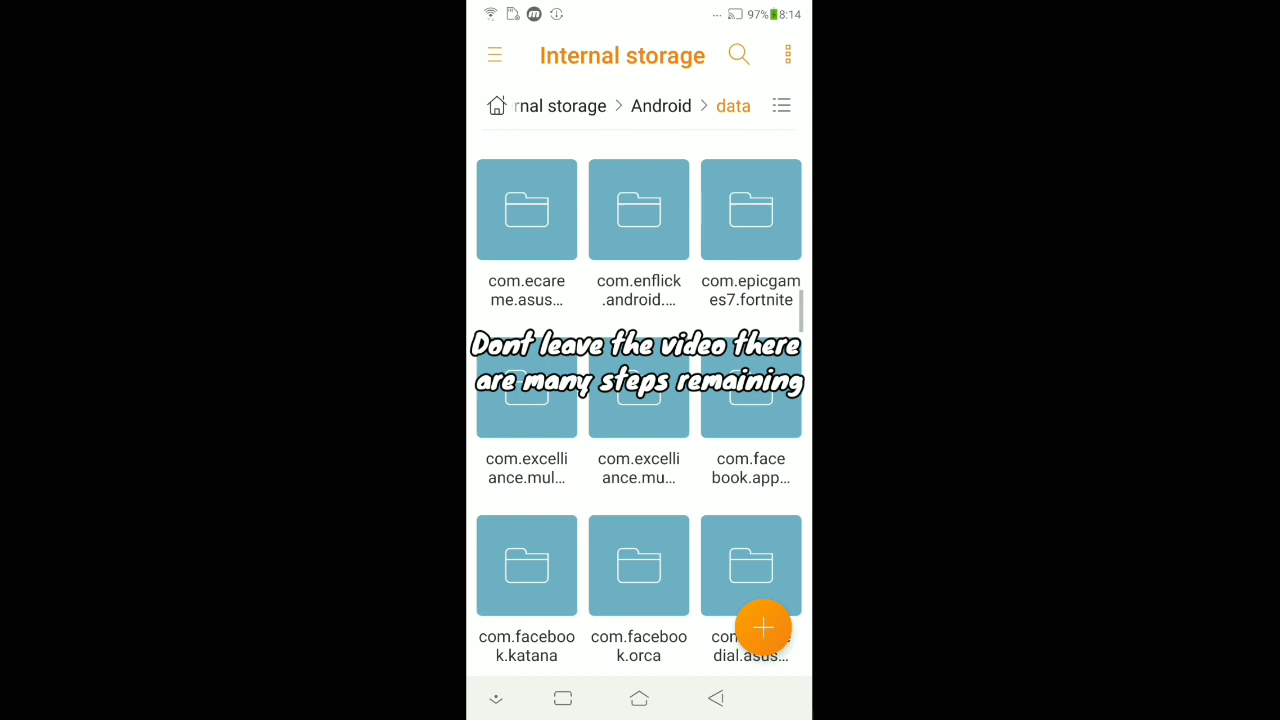 97% 8:14
Internal storage
rnal storage > Android > data
com.ecare
me.asus...
com.enflick
.android....
com.epicgam
es7.fortnite
Dont leave the video there
are many steps remaining
com.excelli
ance.mul...
com.excelli
ance.mu...
com.face
book.app...
com.faceboo
k.katana
com.faceboo
k.orca
dial.asus...